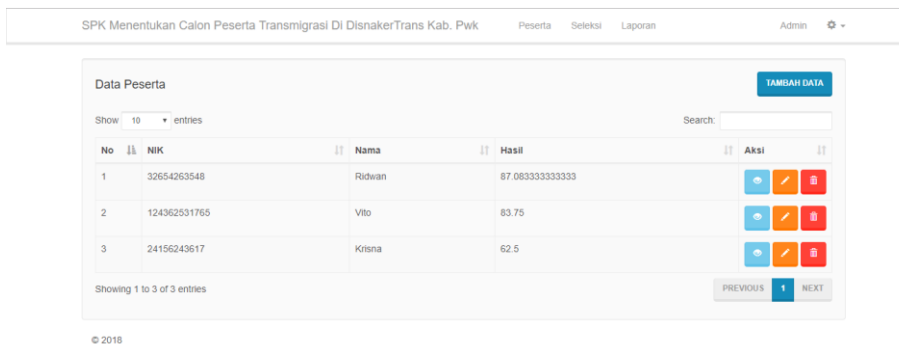 SPK Menentukan Calon Peserta Transmigrasi Di DisnakerTrans Kab. Pwk Peserta Seleksi Laporan Admin
Data Peserta TAMBAH DATA
Show 10 entries Search:
No NIK Nama Hasil Aksi
1 32654263548 Ridwan 87.083333333333
2 124362531765 Vito 83.75
3 24156243617 Krisna 62.5
Showing 1 to 3 of 3 entries PREVIOUS 1 NEXT
© 2018